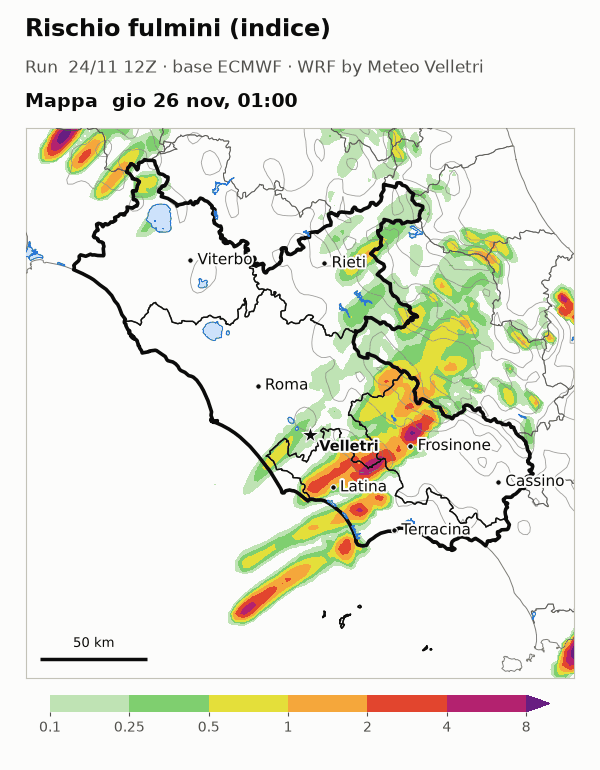 Rischio fulmini (indice)
Run  24/11 12Z · base ECMWF · WRF by Meteo Velletri
Mappa  gio 26 nov, 01:00
Viterbo
Rieti
Roma
Velletri
Frosinone
Latina
Cassino
Terracina
50 km
0.1 0.25 0.5 1 2 4 8